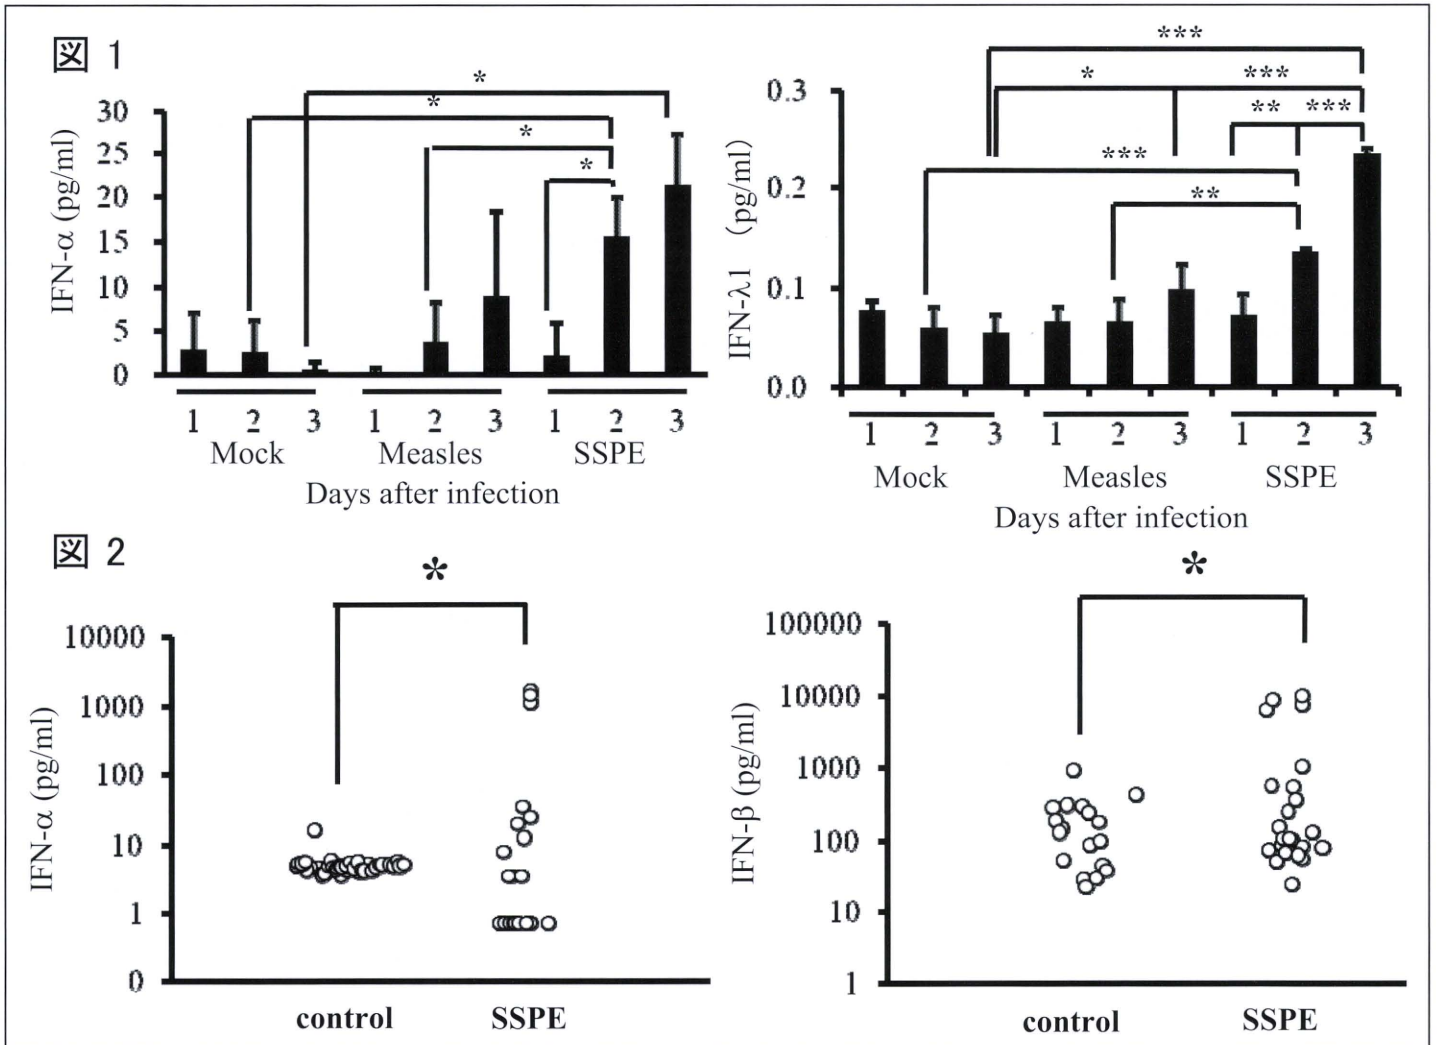 図 1
*
*
*
*
30
25
20
15
10
5
0
IFN-α (pg/ml)
1 2 3 1 2 3 1 2 3
Mock Measles SSPE
Days after infection
***
* ***
** ***
***
**
0.3
0.2
0.1
0.0
IFN-λ1 (pg/ml)
1 2 3 1 2 3 1 2 3
Mock Measles SSPE
Days after infection
図 2
*
10000
1000
100
10
1
0
IFN-α (pg/ml)
control SSPE
*
100000
10000
1000
100
10
1
IFN-β (pg/ml)
control SSPE